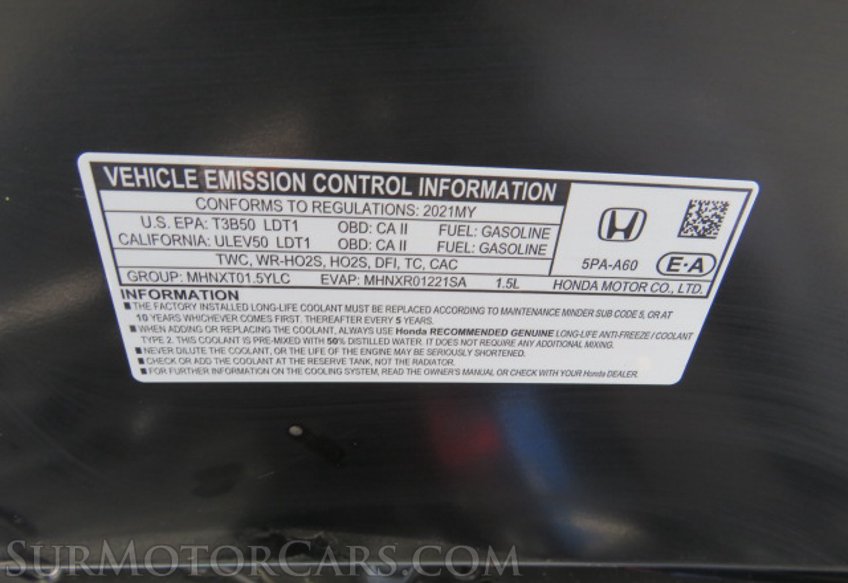 VEHICLE EMISSION CONTROL INFORMATION
CONFORMS TO REGULATIONS: 2021MY
U.S. EPA: T3B50 LDT1 OBD: CA II FUEL: GASOLINE
CALIFORNIA: ULEV50 LDT1 OBD: CA II FUEL: GASOLINE
TWC, WR-HO2S, HO2S, DFI, TC, CAC
GROUP: MHNXT01.5YLC EVAP: MHNXR01221SA 1.5L
5PA-A60 E-A
HONDA MOTOR CO., LTD.
INFORMATION
■ THE FACTORY INSTALLED LONG-LIFE COOLANT MUST BE REPLACED ACCORDING TO MAINTENANCE MINDER SUB CODE 5, OR AT
10 YEARS WHICHEVER COMES FIRST. THEREAFTER EVERY 5 YEARS.
■ WHEN ADDING OR REPLACING THE COOLANT, ALWAYS USE Honda RECOMMENDED GENUINE LONG-LIFE ANTI-FREEZE / COOLANT
TYPE 2. THIS COOLANT IS PRE-MIXED WITH 50% DISTILLED WATER. IT DOES NOT REQUIRE ANY ADDITIONAL MIXING.
■ NEVER DILUTE THE COOLANT, OR THE LIFE OF THE ENGINE MAY BE SERIOUSLY SHORTENED.
■ CHECK OR ADD THE COOLANT AT THE RESERVE TANK, NOT THE RADIATOR.
■ FOR FURTHER INFORMATION ON THE COOLING SYSTEM, READ THE OWNER'S MANUAL OR CHECK WITH YOUR Honda DEALER.
SURMOTORCARS.COM